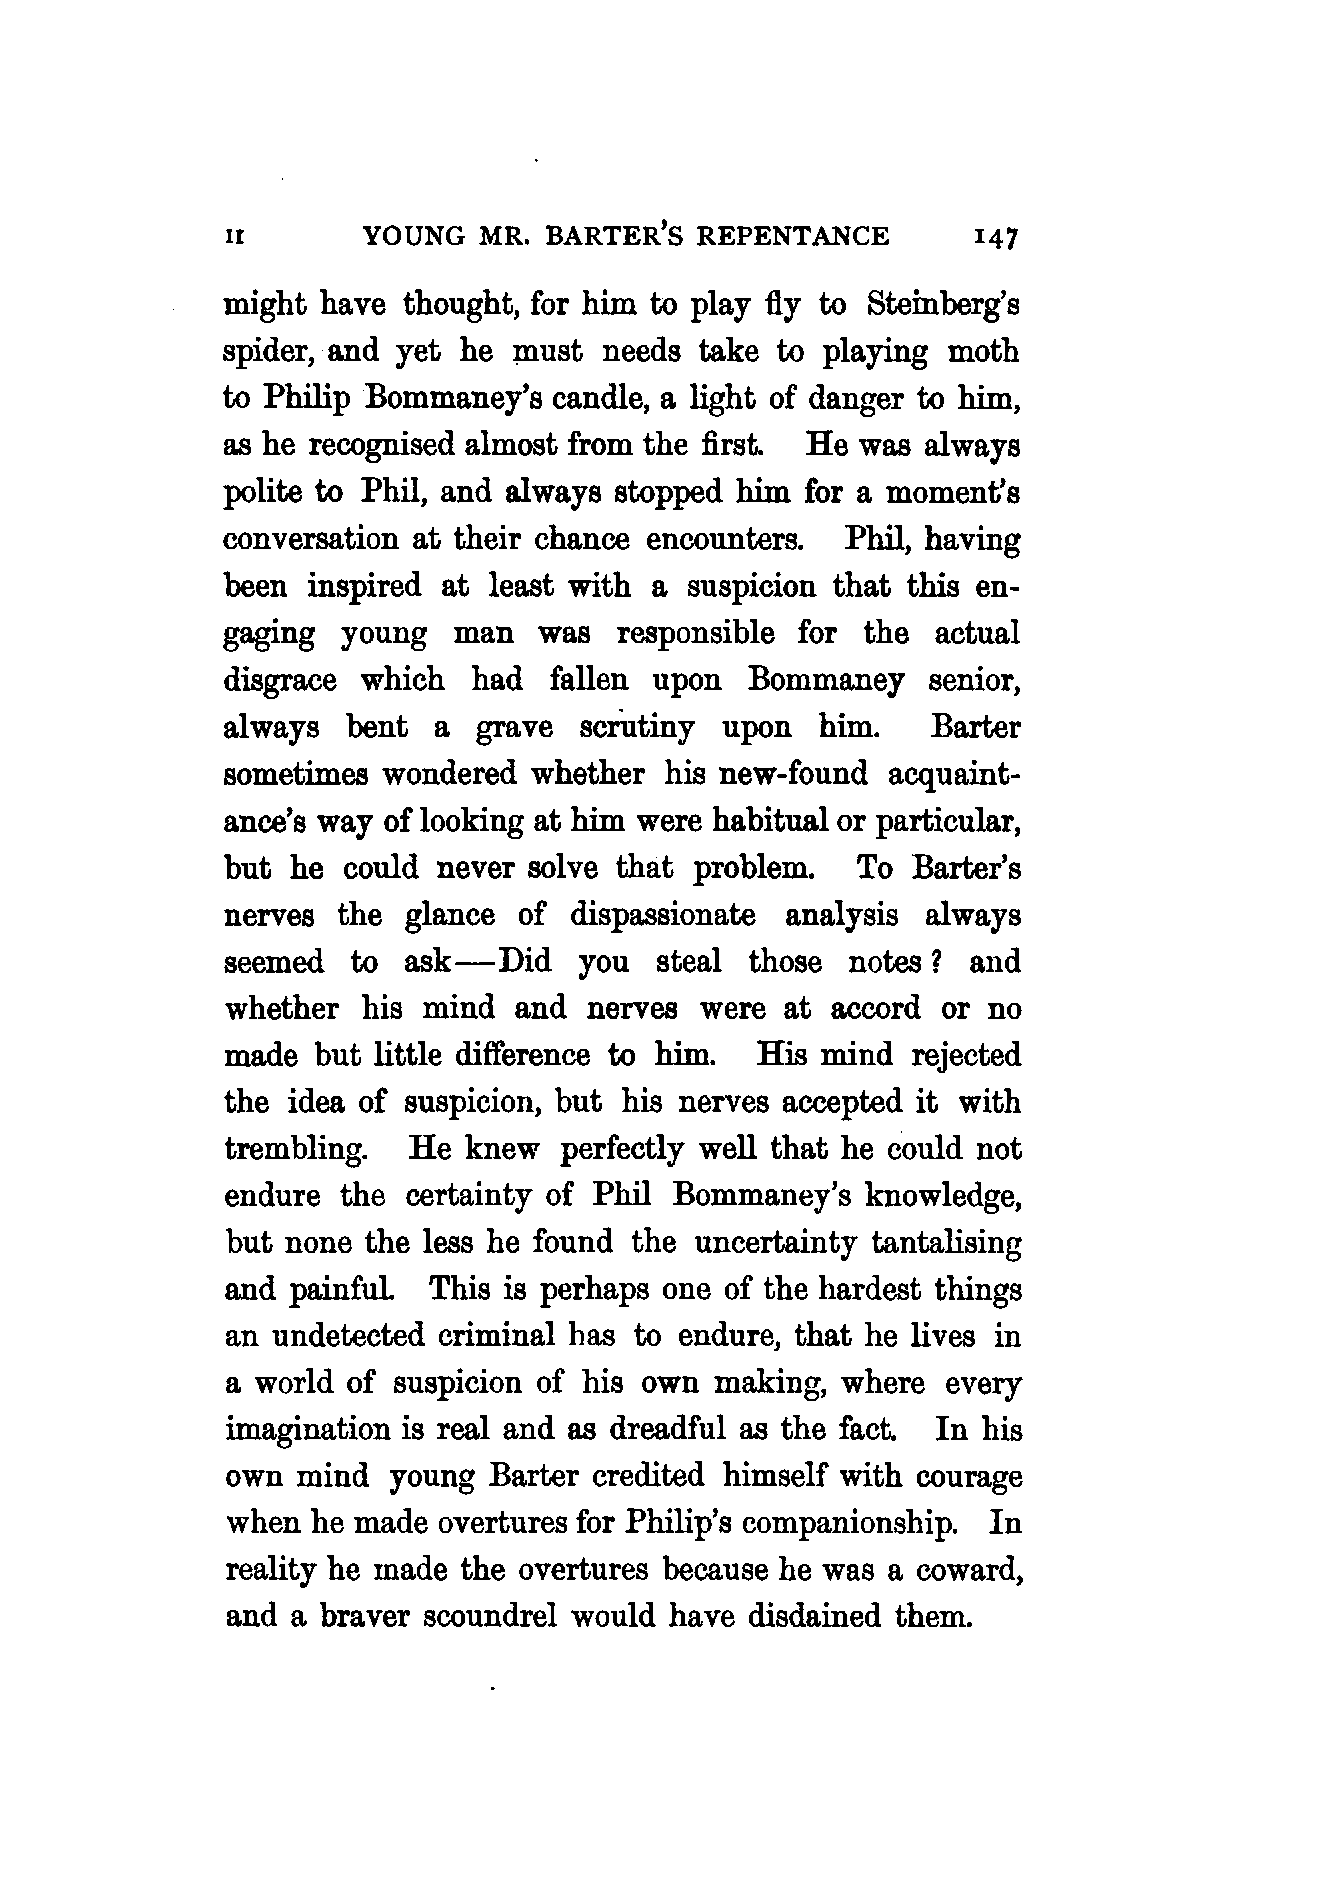 II YOUNG MR. BARTER'S REPENTANCE 147
might have thought, for him to play fly to Steinberg's
spider, and yet he must needs take to playing moth
to Philip Bommaney's candle, a light of danger to him,
as he recognised almost from the first. He was always
polite to Phil, and always stopped him for a moment's
conversation at their chance encounters. Phil, having
been inspired at least with a suspicion that this en-
gaging young man was responsible for the actual
disgrace which had fallen upon Bommaney senior,
always bent a grave scrutiny upon him. Barter
sometimes wondered whether his new-found acquaint-
ance's way of looking at him were habitual or particular,
but he could never solve that problem. To Barter's
nerves the glance of dispassionate analysis always
seemed to ask—Did you steal those notes? and
whether his mind and nerves were at accord or no
made but little difference to him. His mind rejected
the idea of suspicion, but his nerves accepted it with
trembling. He knew perfectly well that he could not
endure the certainty of Phil Bommaney's knowledge,
but none the less he found the uncertainty tantalising
and painful. This is perhaps one of the hardest things
an undetected criminal has to endure, that he lives in
a world of suspicion of his own making, where every
imagination is real and as dreadful as the fact. In his
own mind young Barter credited himself with courage
when he made overtures for Philip's companionship. In
reality he made the overtures because he was a coward,
and a braver scoundrel would have disdained them.